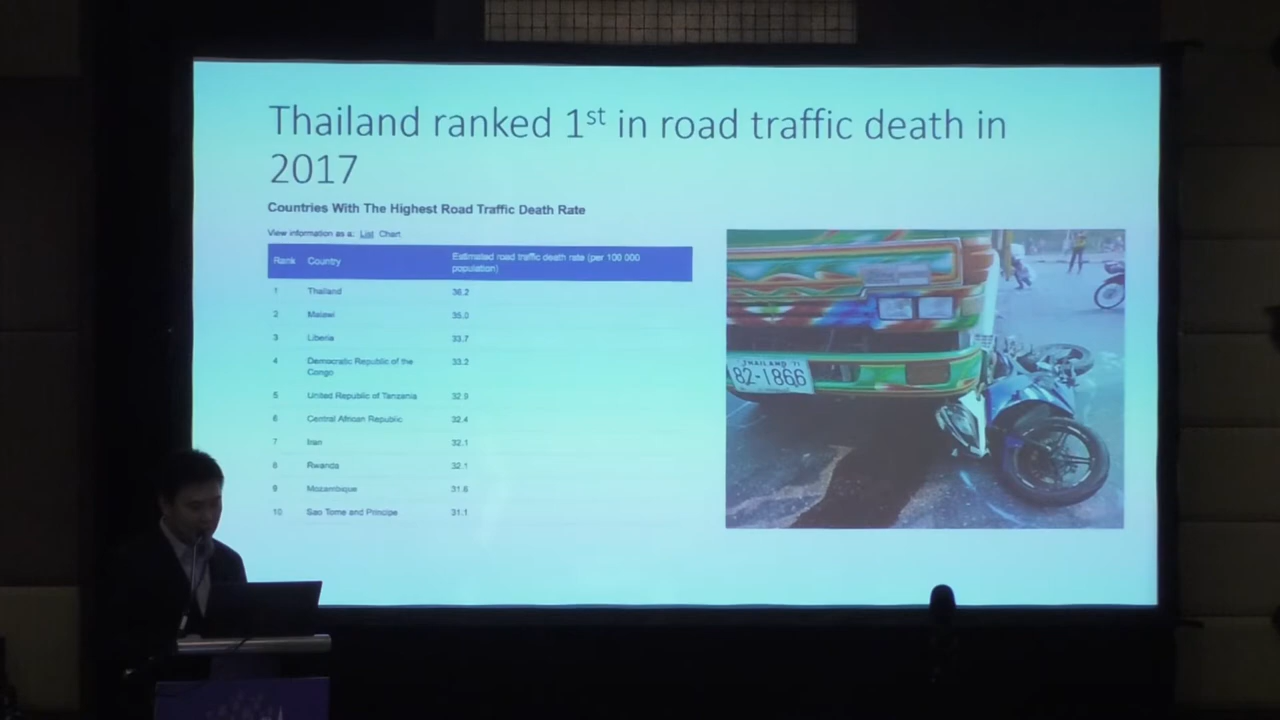 Thailand ranked 1st in road traffic death in
2017
Countries With The Highest Road Traffic Death Rate
View information as a: List Chart
Rank Country Estimated road traffic death rate (per 100 000
population)
1 Thailand 36.2
2 Malawi 35.0
3 Liberia 33.7
4 Democratic Republic of the 33.2
Congo
5 United Republic of Tanzania 32.9
6 Central African Republic 32.4
7 Iran 32.1
8 Rwanda 32.1
9 Mozambique 31.6
10 Sao Tome and Principe 31.1
THAILAND 71
82-1866